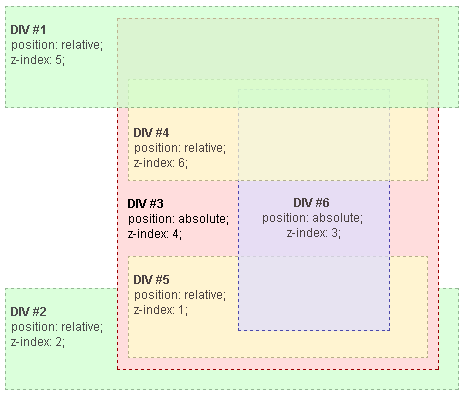 DIV #1
position: relative;
z-index: 5;
DIV #4
position: relative;
z-index: 6;
DIV #3
position: absolute;
z-index: 4;
DIV #6
position: absolute;
z-index: 3;
DIV #5
position: relative;
z-index: 1;
DIV #2
position: relative;
z-index: 2;